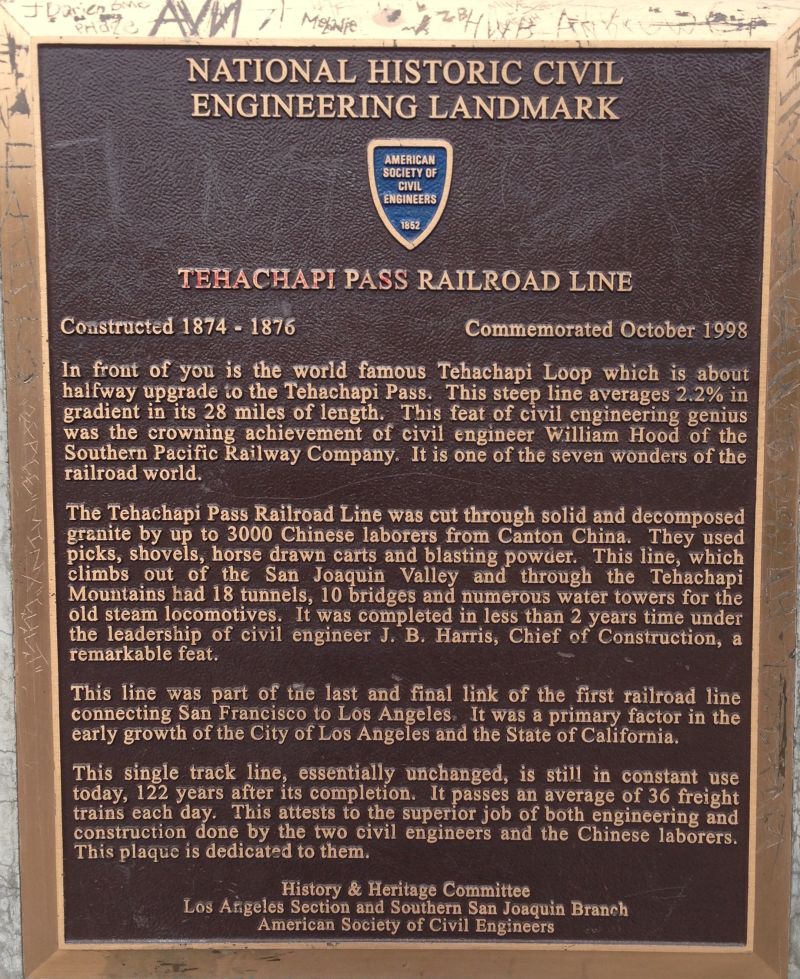 AVN
NATIONAL HISTORIC CIVIL
ENGINEERING LANDMARK
AMERICAN
SOCIETY OF
CIVIL
ENGINEERS
1852
TEHACHAPI PASS RAILROAD LINE
Constructed 1874 - 1876 Commemorated October 1998
In front of you is the world famous Tehachapi Loop which is about
halfway upgrade to the Tehachapi Pass. This steep line averages 2.2% in
gradient in its 28 miles of length. This feat of civil engineering genius
was the crowning achievement of civil engineer William Hood of the
Southern Pacific Railway Company. It is one of the seven wonders of the
railroad world.
The Tehachapi Pass Railroad Line was cut through solid and decomposed
granite by up to 3000 Chinese laborers from Canton China. They used
picks, shovels, horse drawn carts and blasting powder. This line, which
climbs out of the San Joaquin Valley and through the Tehachapi
Mountains had 18 tunnels, 10 bridges and numerous water towers for the
old steam locomotives. It was completed in less than 2 years time under
the leadership of civil engineer J. B. Harris, Chief of Construction, a
remarkable feat.
This line was part of the last and final link of the first railroad line
connecting San Francisco to Los Angeles. It was a primary factor in the
early growth of the City of Los Angeles and the State of California.
This single track line, essentially unchanged, is still in constant use
today, 122 years after its completion. It passes an average of 36 freight
trains each day. This attests to the superior job of both engineering and
construction done by the two civil engineers and the Chinese laborers.
This plaque is dedicated to them.
History & Heritage Committee
Los Angeles Section and Southern San Joaquin Branch
American Society of Civil Engineers